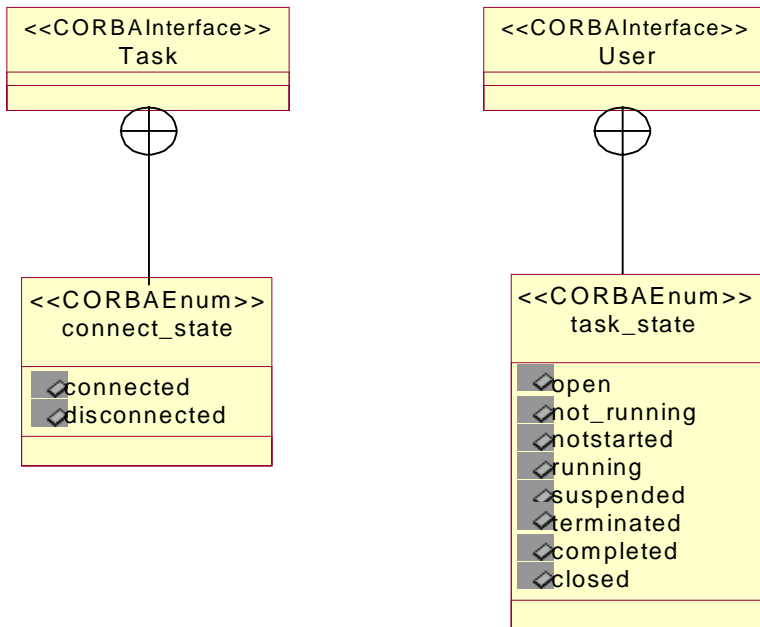 <<CORBAInterface>>
Task
<<CORBAInterface>>
User
<<CORBAEnum>>
connect_state
connected
disconnected
<<CORBAEnum>>
task_state
open
not_running
notstarted
running
suspended
terminated
completed
closed